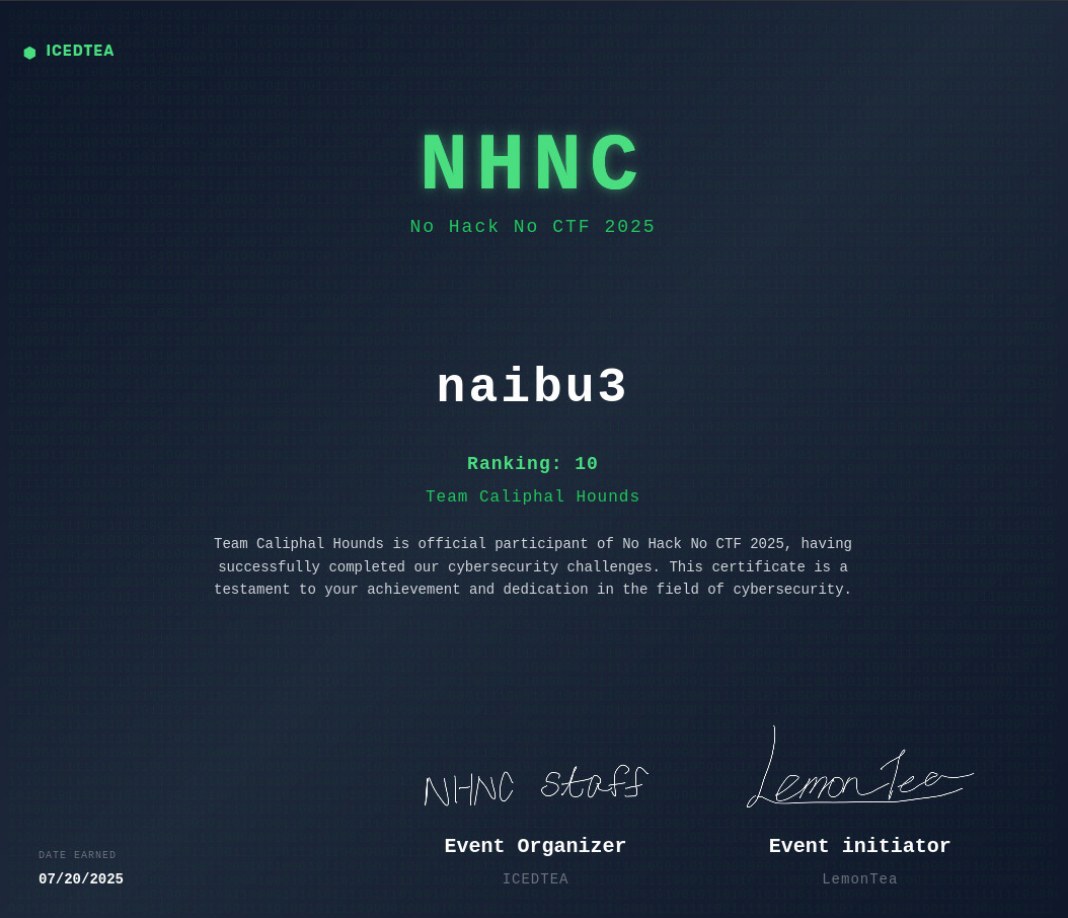 ICEDTEA
NHNC
No Hack No CTF 2025
naibu3
Ranking: 10
Team Caliphal Hounds
Team Caliphal Hounds is official participant of No Hack No CTF 2025, having
successfully completed our cybersecurity challenges. This certificate is a
testament to your achievement and dedication in the field of cybersecurity.
NHNC Staff
LemonTea
Event Organizer
Event initiator
DATE EARNED
07/20/2025
ICEDTEA
LemonTea